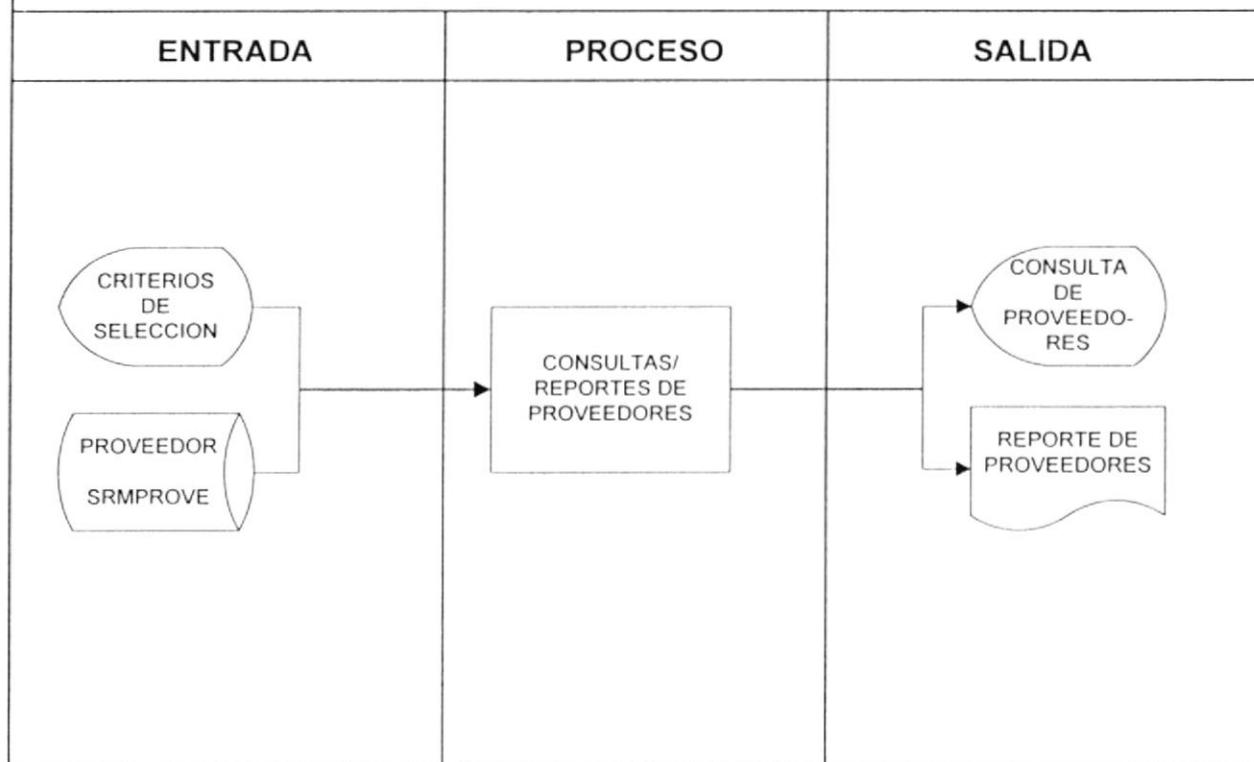 ENTRADA
PROCESO
SALIDA
CRITERIOS
DE
SELECCION
PROVEEDOR
SRMPROVE
CONSULTAS/
REPORTES DE
PROVEEDORES
CONSULTA
DE
PROVEEDO-
RES
REPORTE DE
PROVEEDORES